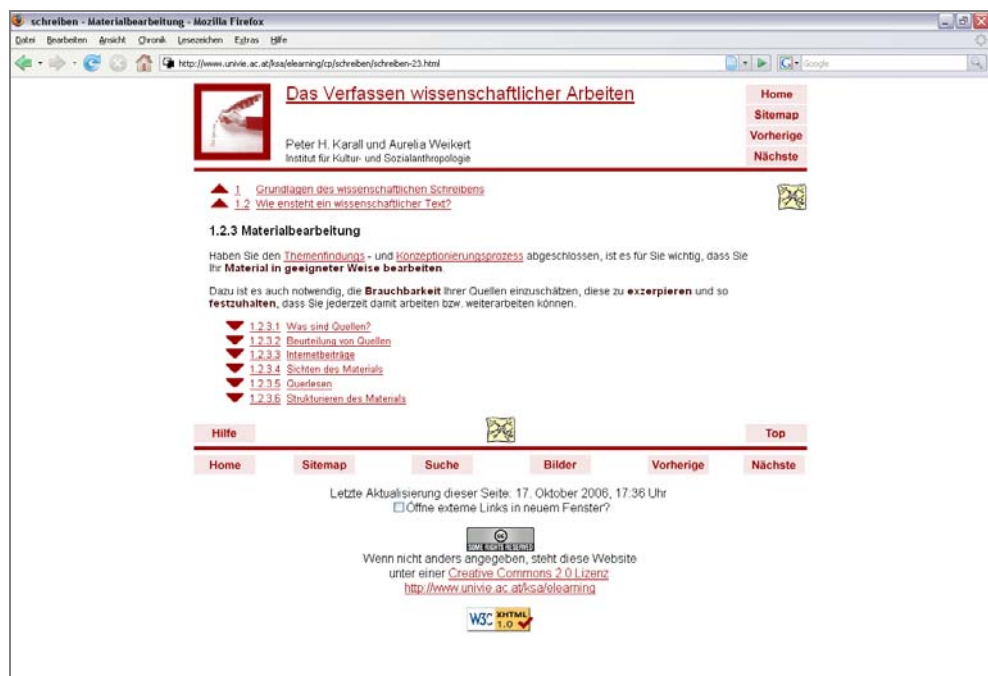 schreiben - Materialbearbeitung - Mozilla Firefox
Datei Bearbeiten Ansicht Chronik Lesezeichen Extras Hilfe
http://www.univie.ac.at/ksa/elearning/cp/schreiben/schreiben-23.html
Google
Das Verfassen wissenschaftlicher Arbeiten
Home
Sitemap
Vorherige
Nächste
Peter H. Karall und Aurelia Weikert
Institut für Kultur- und Sozialanthropologie
1 Grundlagen des wissenschaftlichen Schreibens
1.2 Wie ensteht ein wissenschaftlicher Text?
1.2.3 Materialbearbeitung
Haben Sie den Themenfindungs - und Konzeptionierungsprozess abgeschlossen, ist es für Sie wichtig, dass Sie
Ihr Material in geeigneter Weise bearbeiten.
Dazu ist es auch notwendig, die Brauchbarkeit Ihrer Quellen einzuschätzen, diese zu exzerpieren und so
festzuhalten, dass Sie jederzeit damit arbeiten bzw. weiterarbeiten können.
1.2.3.1 Was sind Quellen?
1.2.3.2 Beurteilung von Quellen
1.2.3.3 Internetbeiträge
1.2.3.4 Sichten des Materials
1.2.3.5 Querlesen
1.2.3.6 Strukturieren des Materials
Hilfe
Top
Home Sitemap Suche Bilder Vorherige Nächste
Letzte Aktualisierung dieser Seite: 17. Oktober 2006, 17:36 Uhr
Öffne externe Links in neuem Fenster?
cc
SOME RIGHTS RESERVED
Wenn nicht anders angegeben, steht diese Website
unter einer Creative Commons 2.0 Lizenz
http://www.univie.ac.at/ksa/elearning
W3C XHTML 1.0